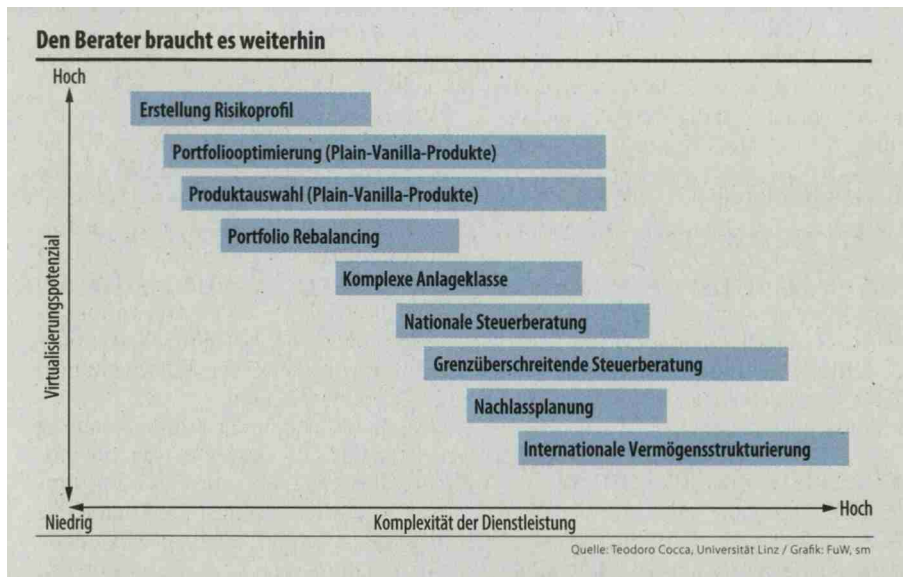 Den Berater braucht es weiterhin
Hoch
Erstellung Risikoprofil
Portfoliooptimierung (Plain-Vanilla-Produkte)
Produktauswahl (Plain-Vanilla-Produkte)
Portfolio Rebalancing
Komplexe Anlageklasse
Nationale Steuerberatung
Grenzüberschreitende Steuerberatung
Nachlassplanung
Internationale Vermögensstrukturierung
Virtualisierungspotenzial
Niedrig
Komplexität der Dienstleistung
Hoch
Quelle: Teodoro Cocca, Universität Linz / Grafik: FuW, sm